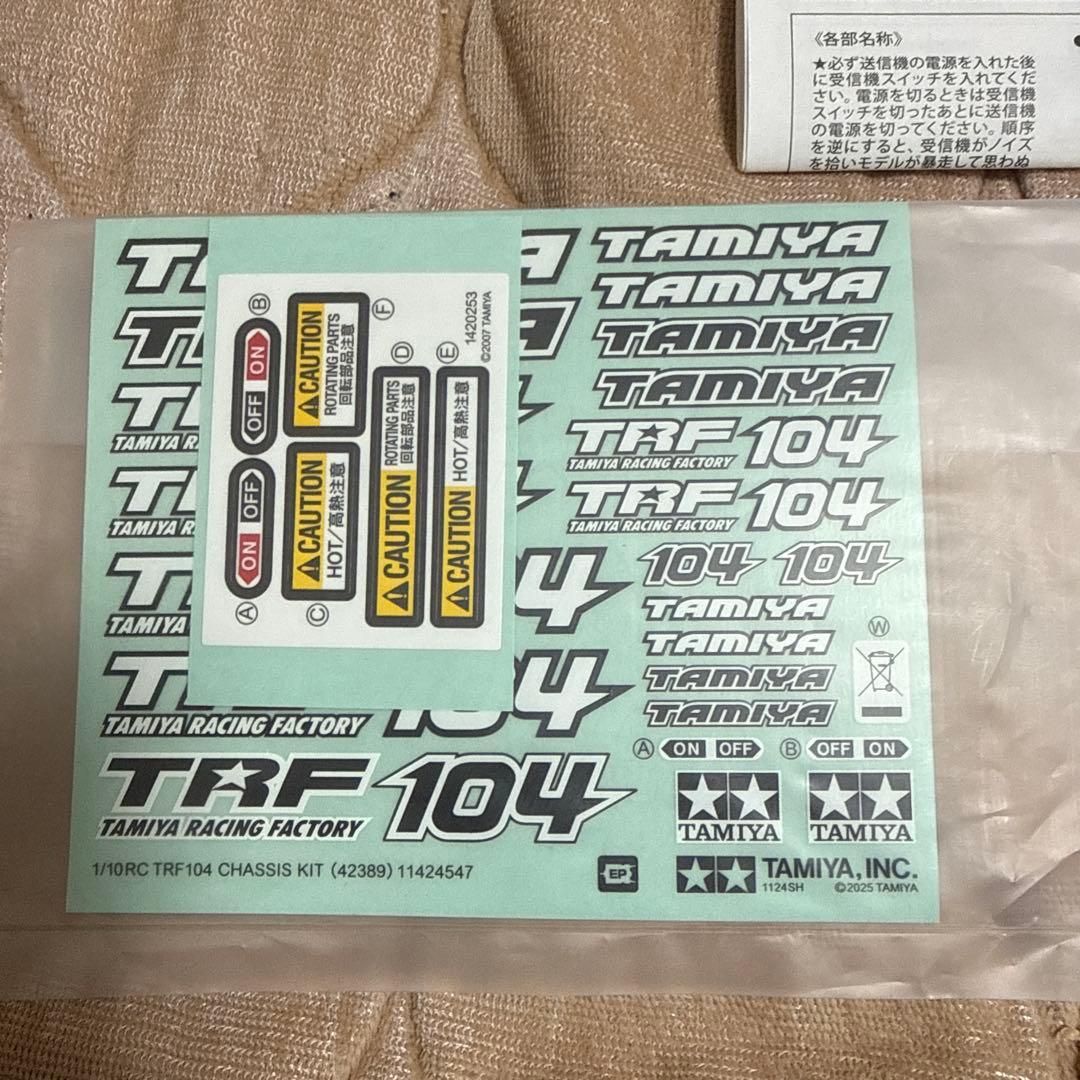 《各部名称》
★必ず送信機の電源を入れた後
に受信機スイッチを入れてくだ
さい。電源を切るときは受信機
スイッチを切ったあとに送信機
の電源を切ってください。順序
を逆にすると、受信機がノイズ
を拾いモデルが暴走して思わぬ
TAMIYA
TAMIYA
TAMIYA
TAMIYA
TRF 104
TAMIYA RACING FACTORY
TRF 104
TAMIYA RACING FACTORY
104 104
TAMIYA
TAMIYA
TAMIYA
TAMIYA
W
A ON OFF B OFF ON
TAMIYA TAMIYA
A ON OFF
B OFF ON
C
CAUTION
HOT/高熱注意
F
CAUTION
ROTATING PARTS
回転部品注意
D
CAUTION
ROTATING PARTS
回転部品注意
E
CAUTION HOT/高熱注意
1420253
©2007 TAMIYA
TAMIYA R
TAMIYA R
TAMIYA
TAMIYA RACING FACTORY
TRF 104
TAMIYA RACING FACTORY
1/10RC TRF104 CHASSIS KIT (42389) 11424547
EP
TAMIYA, INC.
1124SH ©2025 TAMIYA